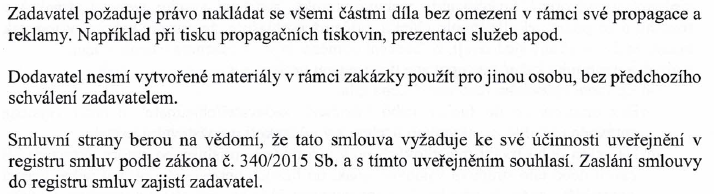 Zadavatel požaduje právo nakládat se všemi částmi díla bez omezení v rámci své propagace a
reklamy. Například při tisku propagačních tiskovin, prezentaci služeb apod.
Dodavatel nesmí vytvořené materiály v rámci zakázky použít pro jinou osobu, bez předchozího
schválení zadavatelem.
Smluvní strany berou na vědomí, že tato smlouva vyžaduje ke své účinnosti uveřejnění v
registru smluv podle zákona č. 340/2015 Sb. a s tímto uveřejněním souhlasí. Zaslání smlouvy
do registru smluv zajistí zadavatel.